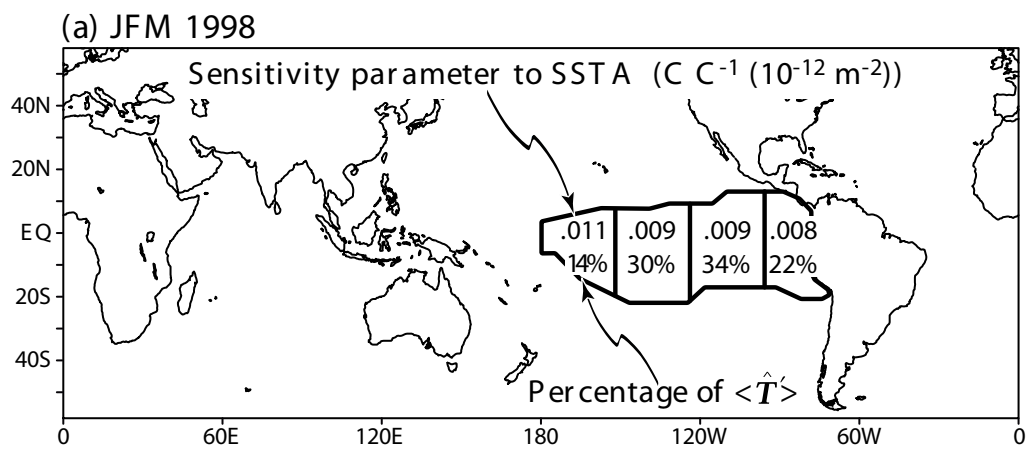 (a) JFM 1998
Sensitivity parameter to SSTA (C C⁻¹ (10⁻¹² m⁻²))
40N
20N
EQ
20S
40S
.011 .009 .009 .008
14% 30% 34% 22%
Percentage of <T̂′>
0 60E 120E 180 120W 60W 0